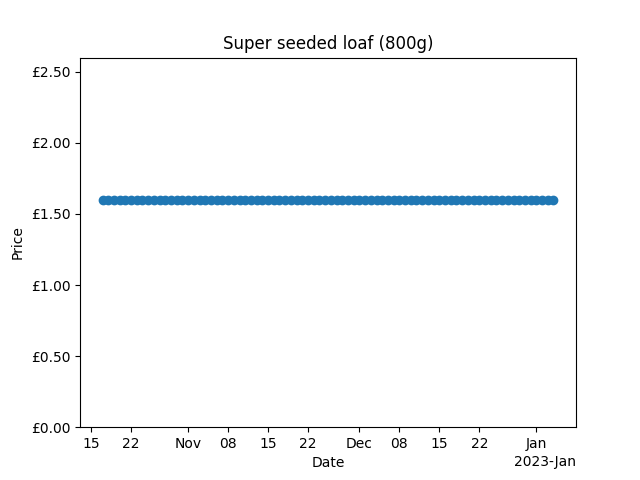 Super seeded loaf (800g)
£2.50
£2.00
£1.50
£1.00
£0.50
£0.00
Price
15 22 Nov 08 15 22 Dec 08 15 22 Jan
2023-Jan
Date